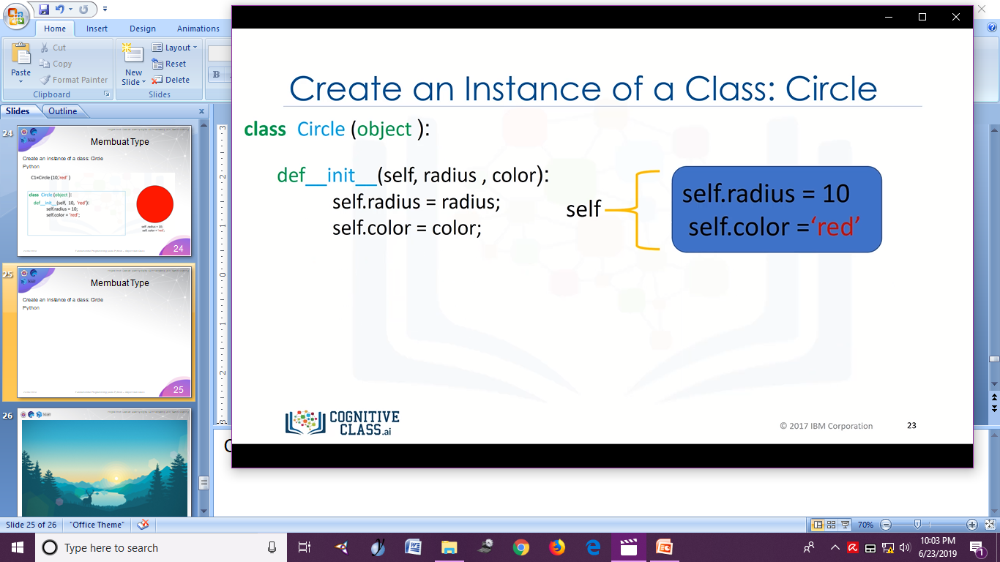 Home Insert Design Animations
Paste
Cut
Copy
Format Painter
Clipboard
New
Slide
Layout
Reset
Delete
Slides
B
Slides Outline
24
Membuat Type
Create an instance of a class: Circle
Python
C1=Circle (10,'red' )
class Circle (object ):
def__init__(self, 10, 'red'):
self.radius = 10;
self.color = 'red';
self .radius = 10;
self. color = 'red';
24
25
Membuat Type
Create an instance of a class: Circle
Python
25
26
Create an Instance of a Class: Circle
class Circle (object ):
def__init__(self, radius , color):
self.radius = radius;
self.color = color;
self
self.radius = 10
self.color =‘red’
COGNITIVE
CLASS.ai
© 2017 IBM Corporation 23
Slide 25 of 26 "Office Theme" 70%
Type here to search
10:03 PM
6/23/2019
1